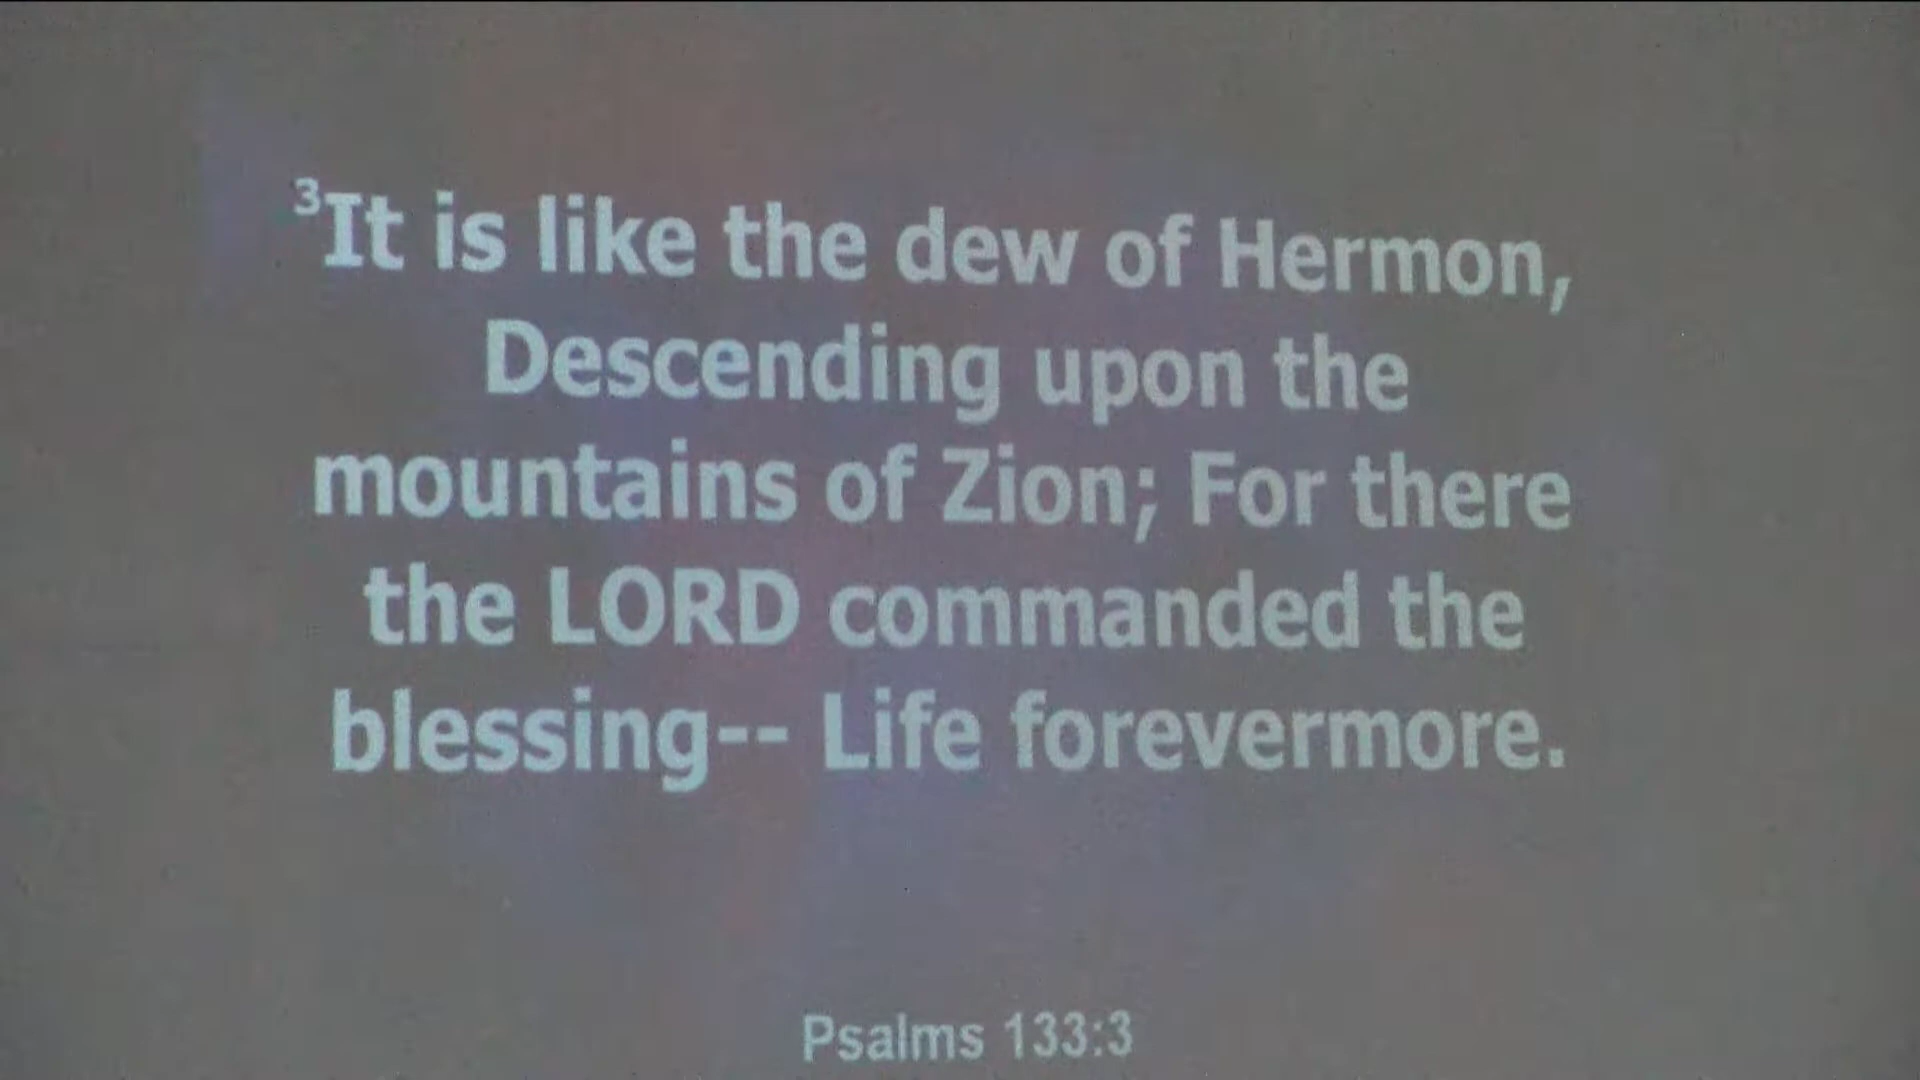 ³It is like the dew of Hermon,
Descending upon the
mountains of Zion; For there
the LORD commanded the
blessing-- Life forevermore.
Psalms 133:3